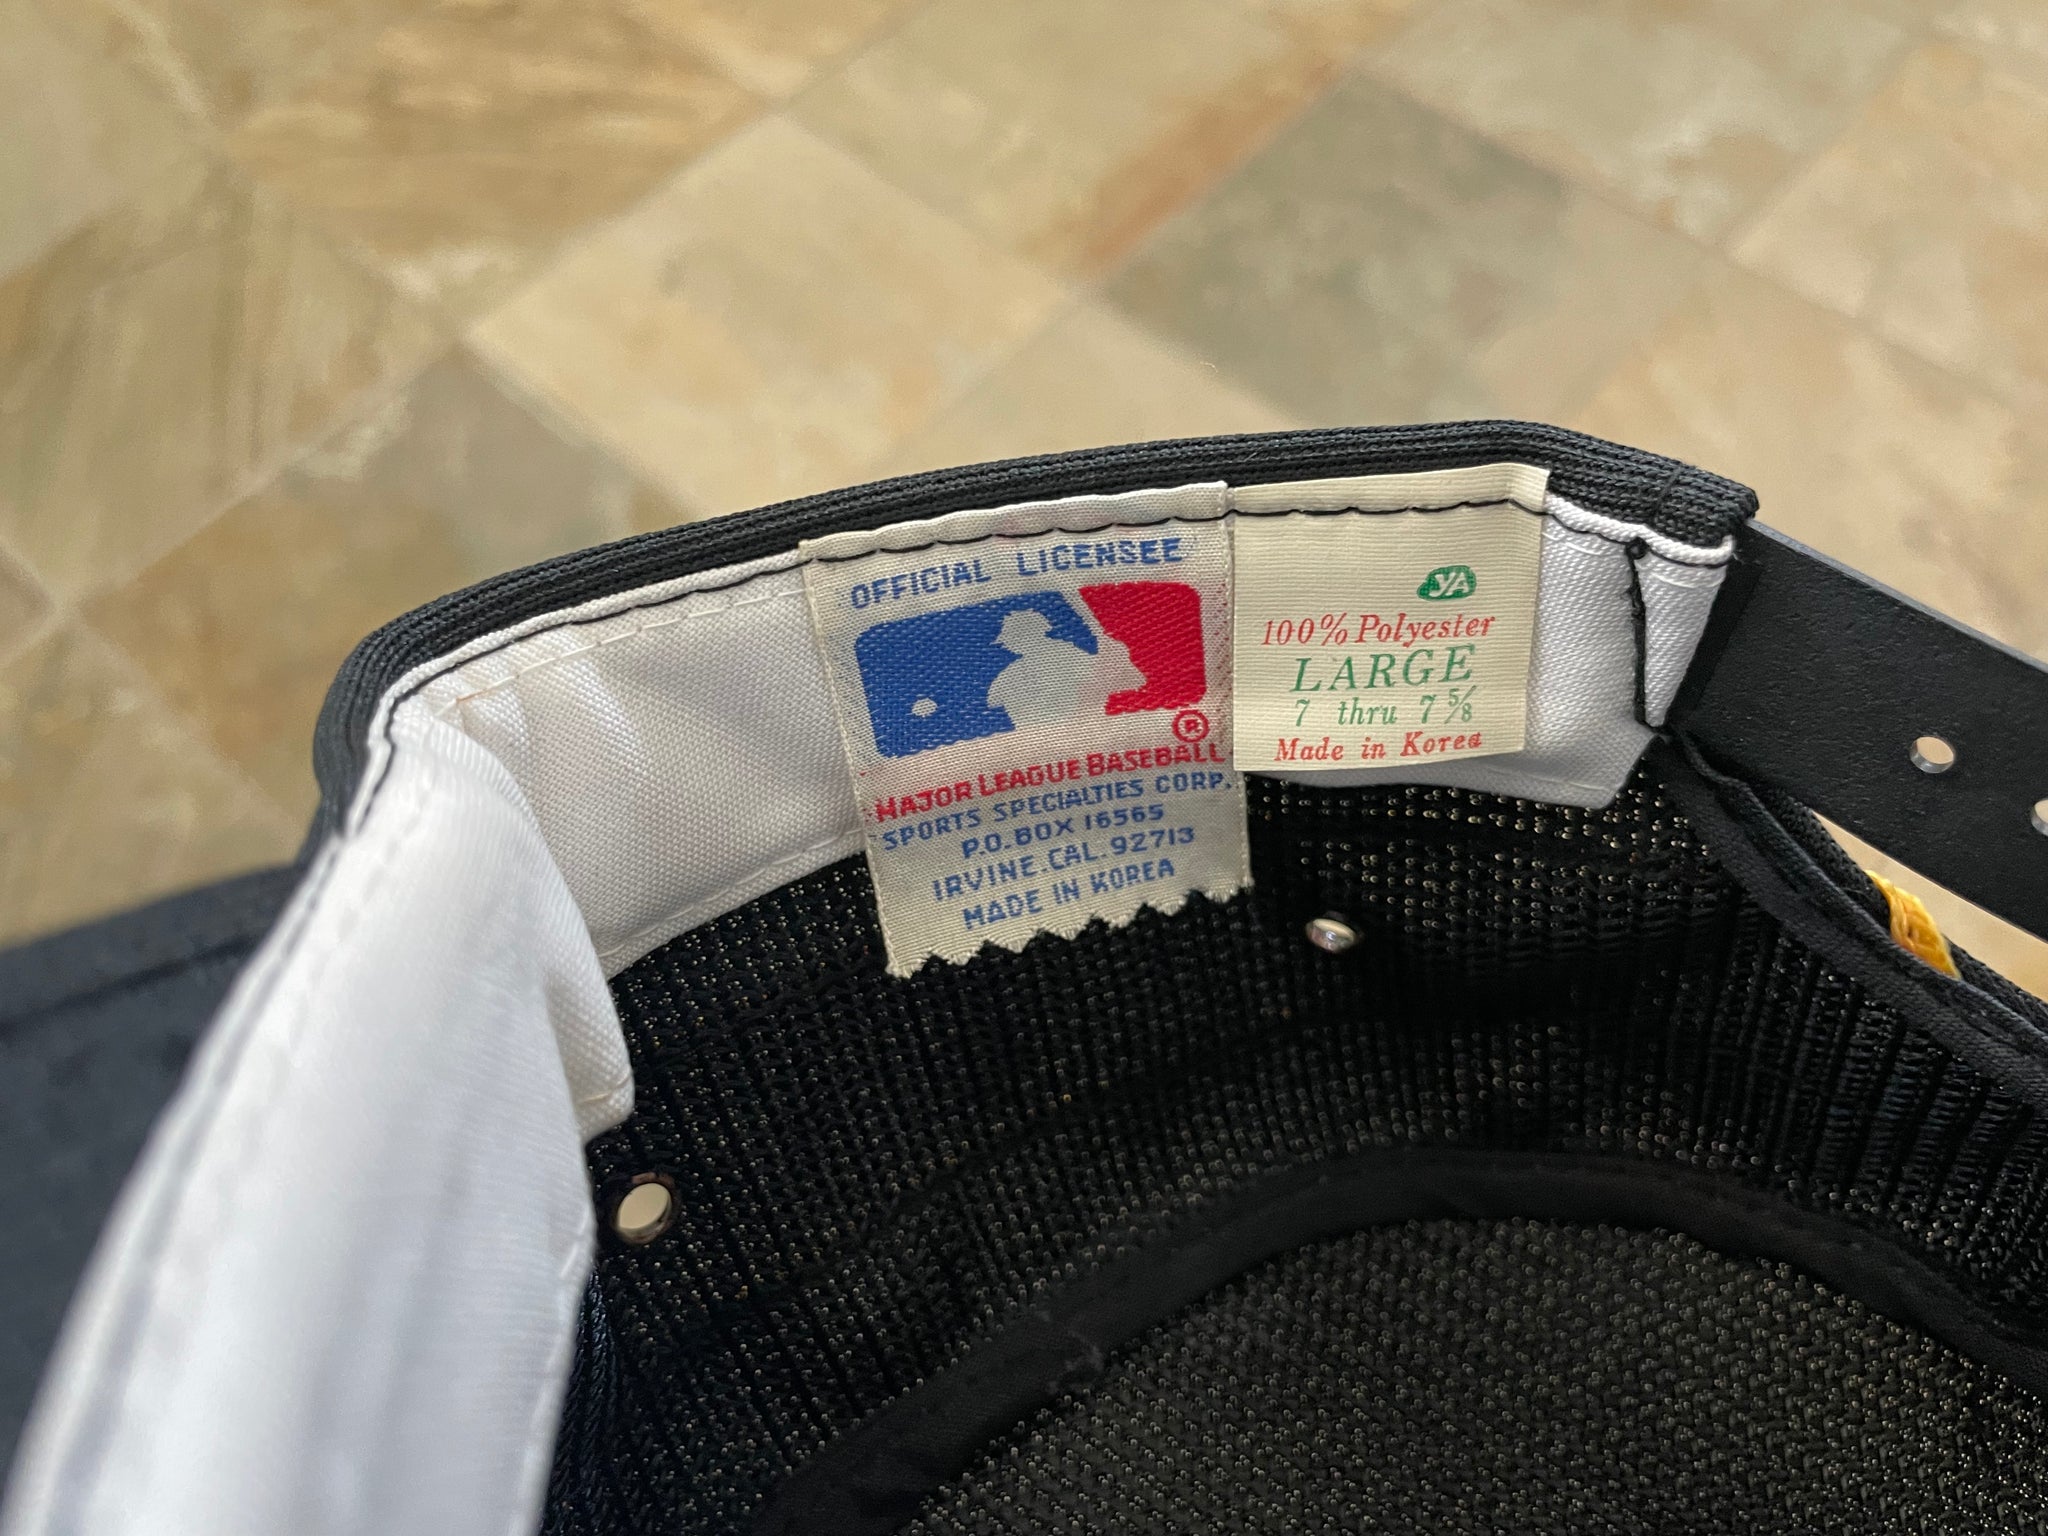 OFFICIAL LICENSEE
®
MAJOR LEAGUE BASEBALL
SPORTS SPECIALTIES CORP.
P.O. BOX 16565
IRVINE. CAL. 92713
MADE IN KOREA
YA
100% Polyester
LARGE
7 thru 7 5/8
Made in Korea